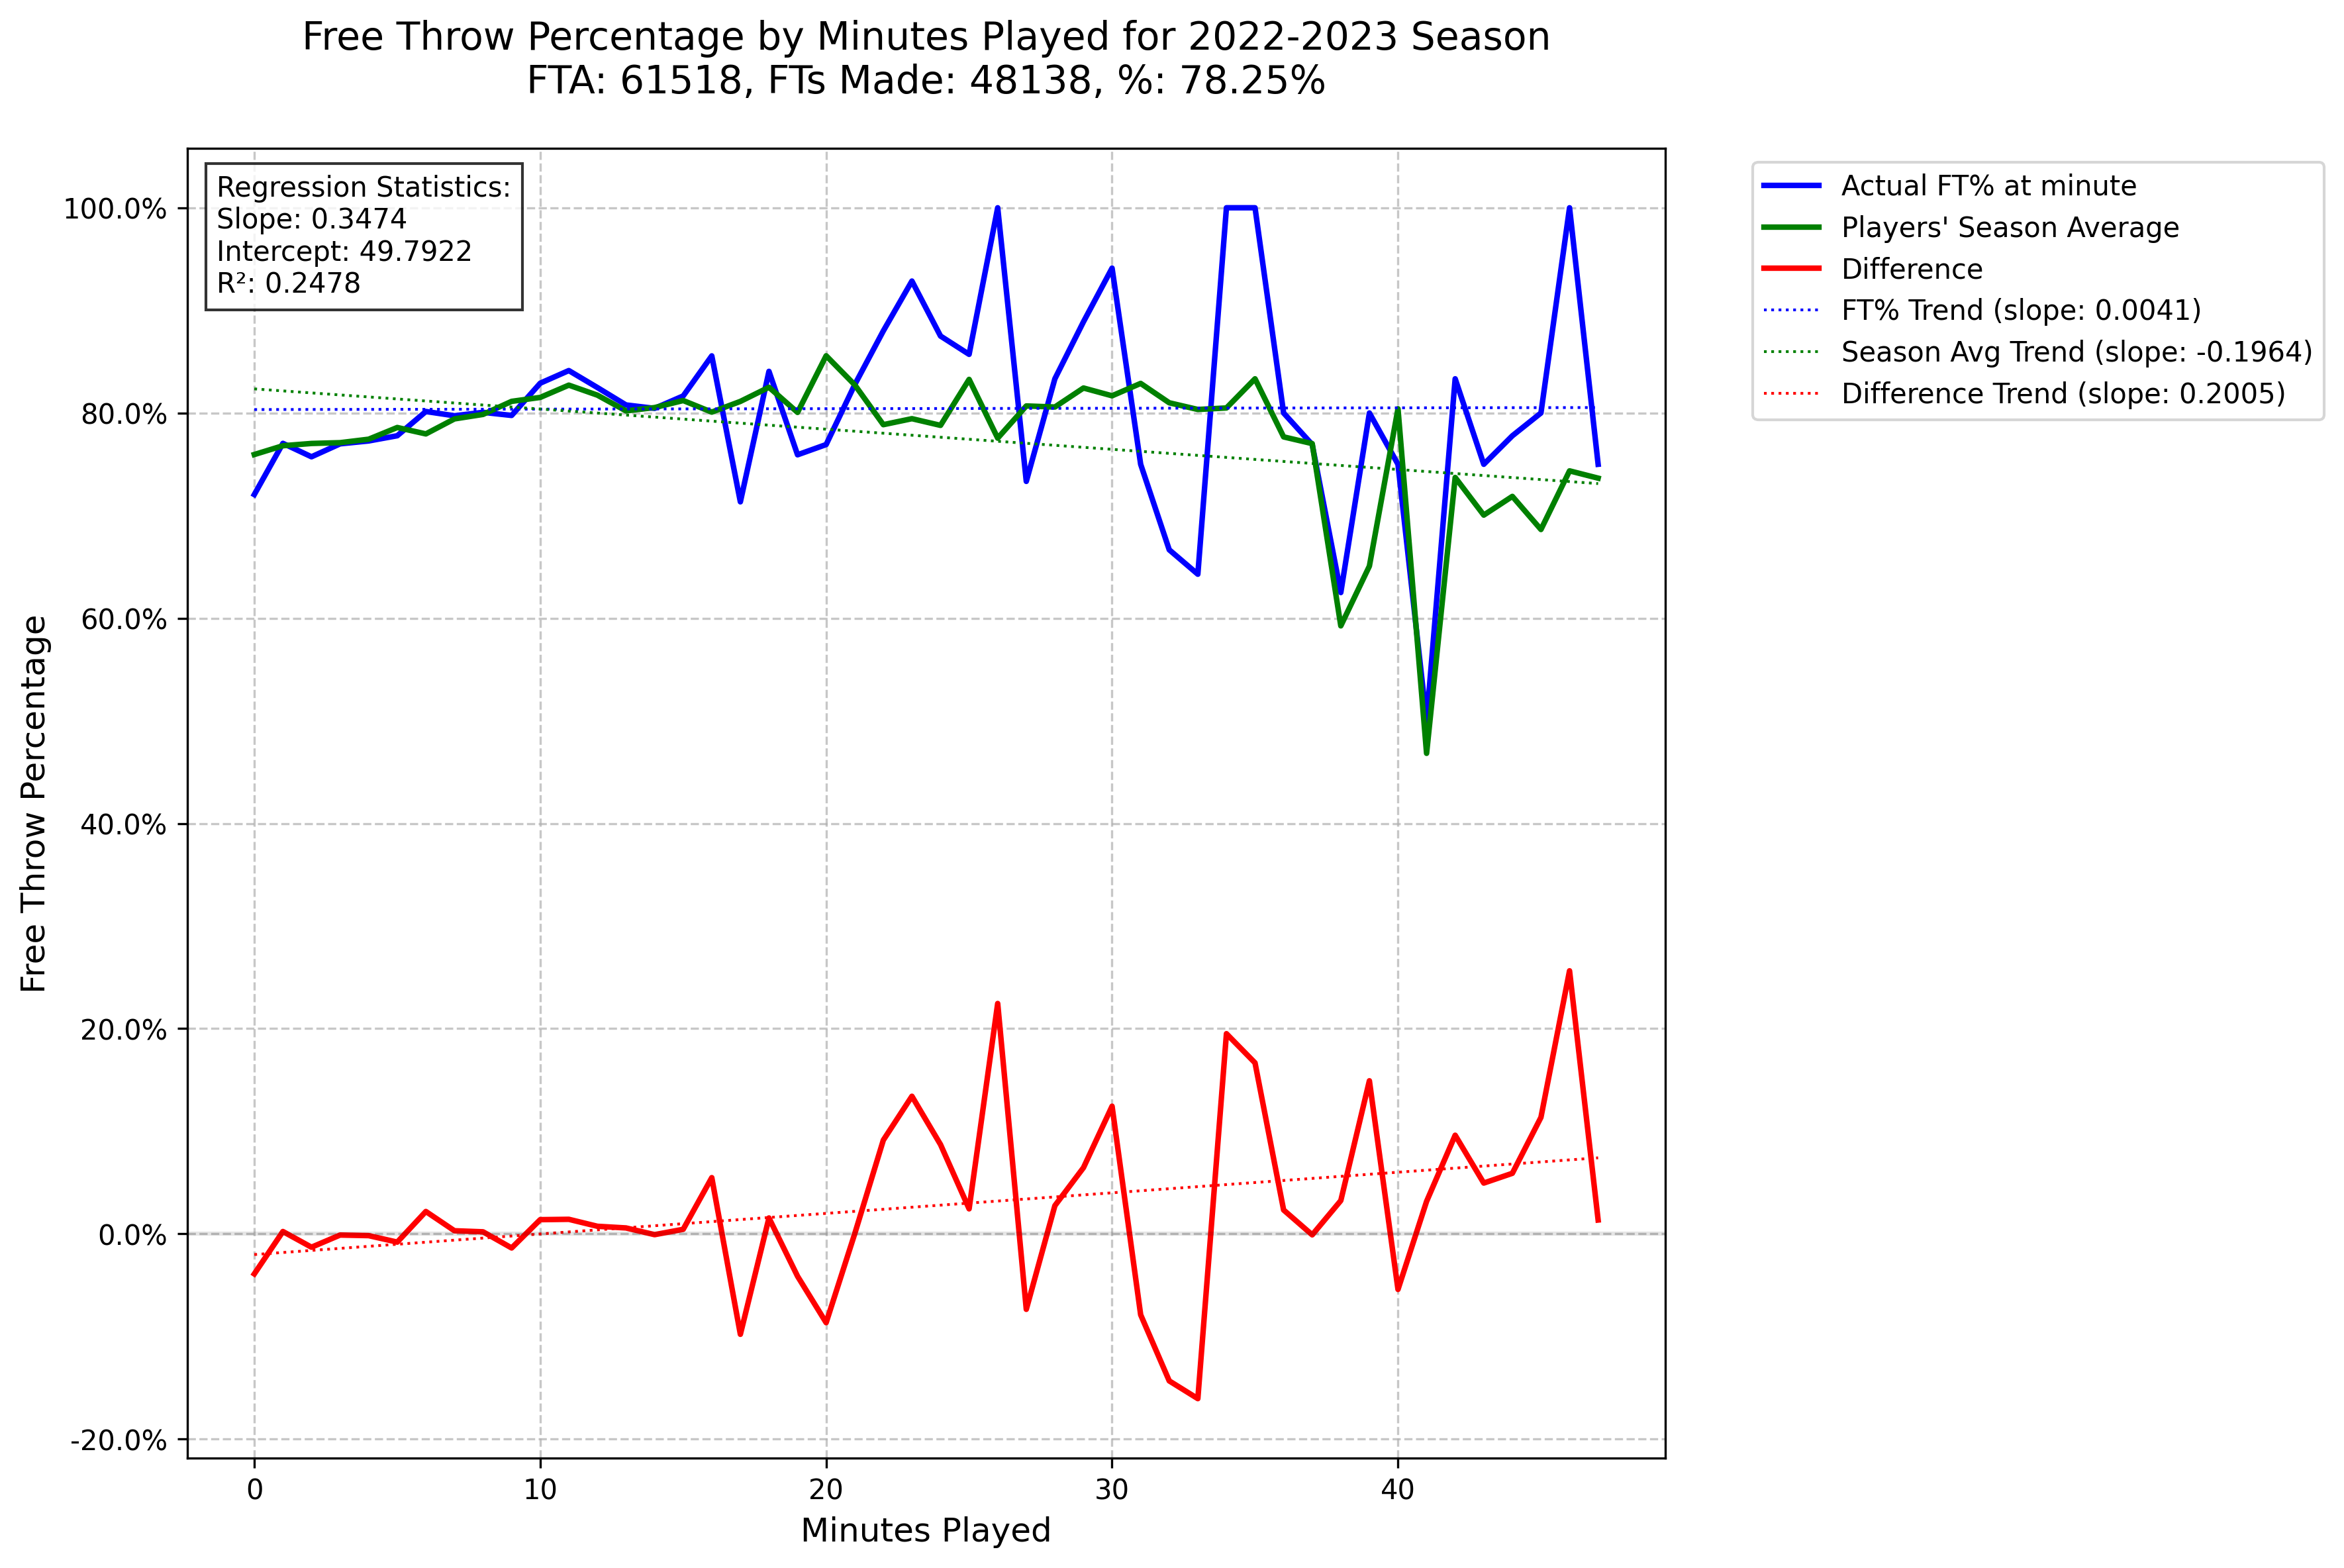 Free Throw Percentage by Minutes Played for 2022-2023 Season
FTA: 61518, FTs Made: 48138, %: 78.25%
Regression Statistics:
Slope: 0.3474
Intercept: 49.7922
R²: 0.2478
Actual FT% at minute
Players' Season Average
Difference
FT% Trend (slope: 0.0041)
Season Avg Trend (slope: -0.1964)
Difference Trend (slope: 0.2005)
Free Throw Percentage
100.0%
80.0%
60.0%
40.0%
20.0%
0.0%
-20.0%
0
10
20
30
40
Minutes Played